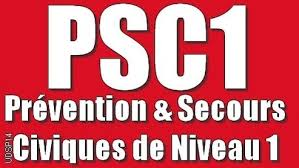 PSC1
Prévention & Secours
Civiques de Niveau 1
UDSP14